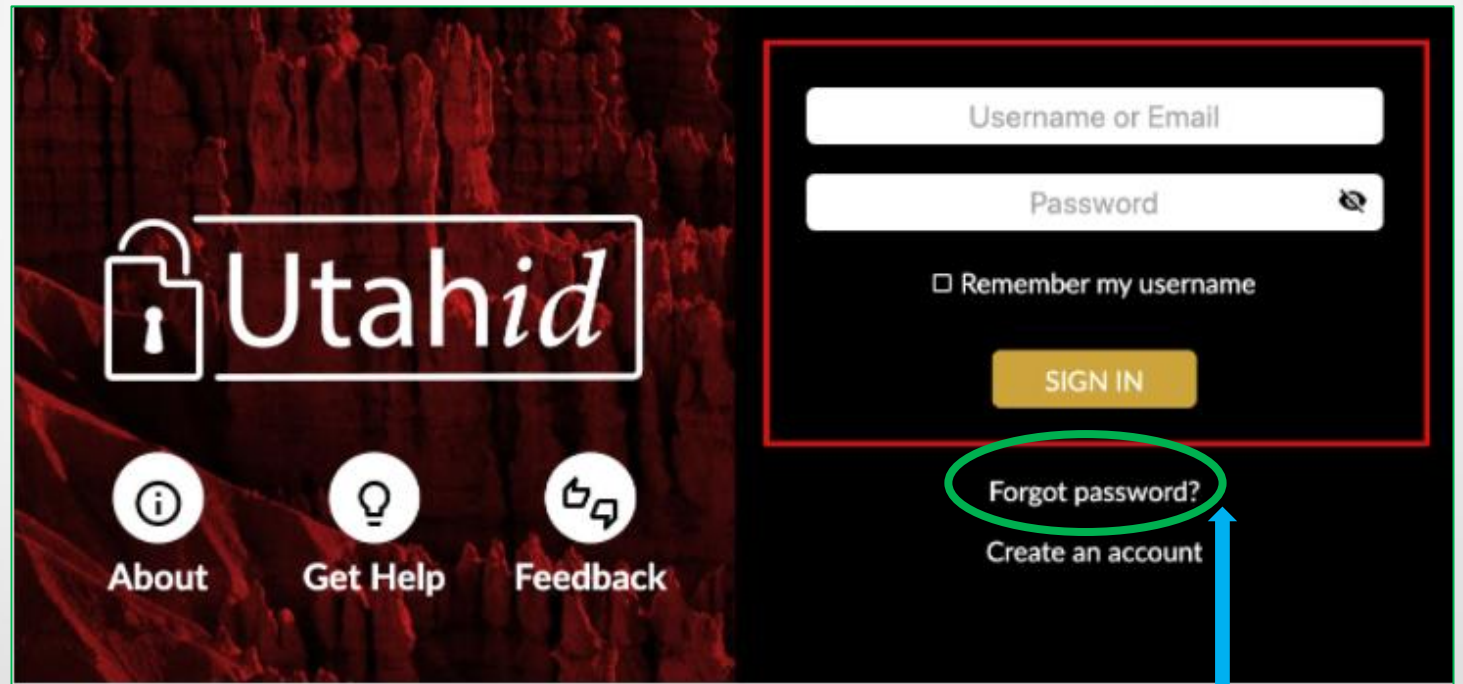 Utahid
About
Get Help
Feedback
Username or Email
Password
Remember my username
SIGN IN
Forgot password?
Create an account